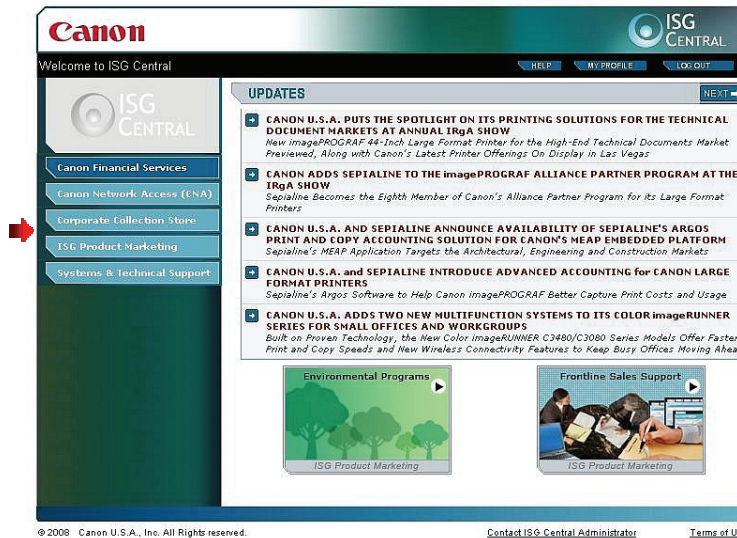 Canon
ISG
CENTRAL
Welcome to ISG Central
HELP
MY PROFILE
LOG OUT
ISG
CENTRAL
Canon Financial Services
Canon Network Access (CNA)
Corporate Collection Store
ISG Product Marketing
Systems & Technical Support
UPDATES
NEXT
CANON U.S.A. PUTS THE SPOTLIGHT ON ITS PRINTING SOLUTIONS FOR THE TECHNICAL
DOCUMENT MARKETS AT ANNUAL IRgA SHOW
New imagePROGRAF 44-Inch Large Format Printer for the High-End Technical Documents Market
Previewed, Along with Canon's Latest Printer Offerings On Display in Las Vegas
CANON ADDS SEPIALINE TO THE imagePROGRAF ALLIANCE PARTNER PROGRAM AT THE
IRgA SHOW
Sepialine Becomes the Eighth Member of Canon's Alliance Partner Program for its Large Format
Printers
CANON U.S.A. AND SEPIALINE ANNOUNCE AVAILABILITY OF SEPIALINE'S ARGOS
PRINT AND COPY ACCOUNTING SOLUTION FOR CANON'S MEAP EMBEDDED PLATFORM
Sepialine's MEAP Application Targets the Architectural, Engineering and Construction Markets
CANON U.S.A. and SEPIALINE INTRODUCE ADVANCED ACCOUNTING for CANON LARGE
FORMAT PRINTERS
Sepialine's Argos Software to Help Canon imagePROGRAF Better Capture Print Costs and Usage
CANON U.S.A. ADDS TWO NEW MULTIFUNCTION SYSTEMS TO ITS COLOR imageRUNNER
SERIES FOR SMALL OFFICES AND WORKGROUPS
Built on Proven Technology, the New Color imageRUNNER C3480/C3080 Series Models Offer Faster
Print and Copy Speeds and New Wireless Connectivity Features to Keep Busy Offices Moving Ahea
Environmental Programs
ISG Product Marketing
Frontline Sales Support
ISG Product Marketing
© 2008 Canon U.S.A., Inc. All Rights reserved.
Contact ISG Central Administrator
Terms of U